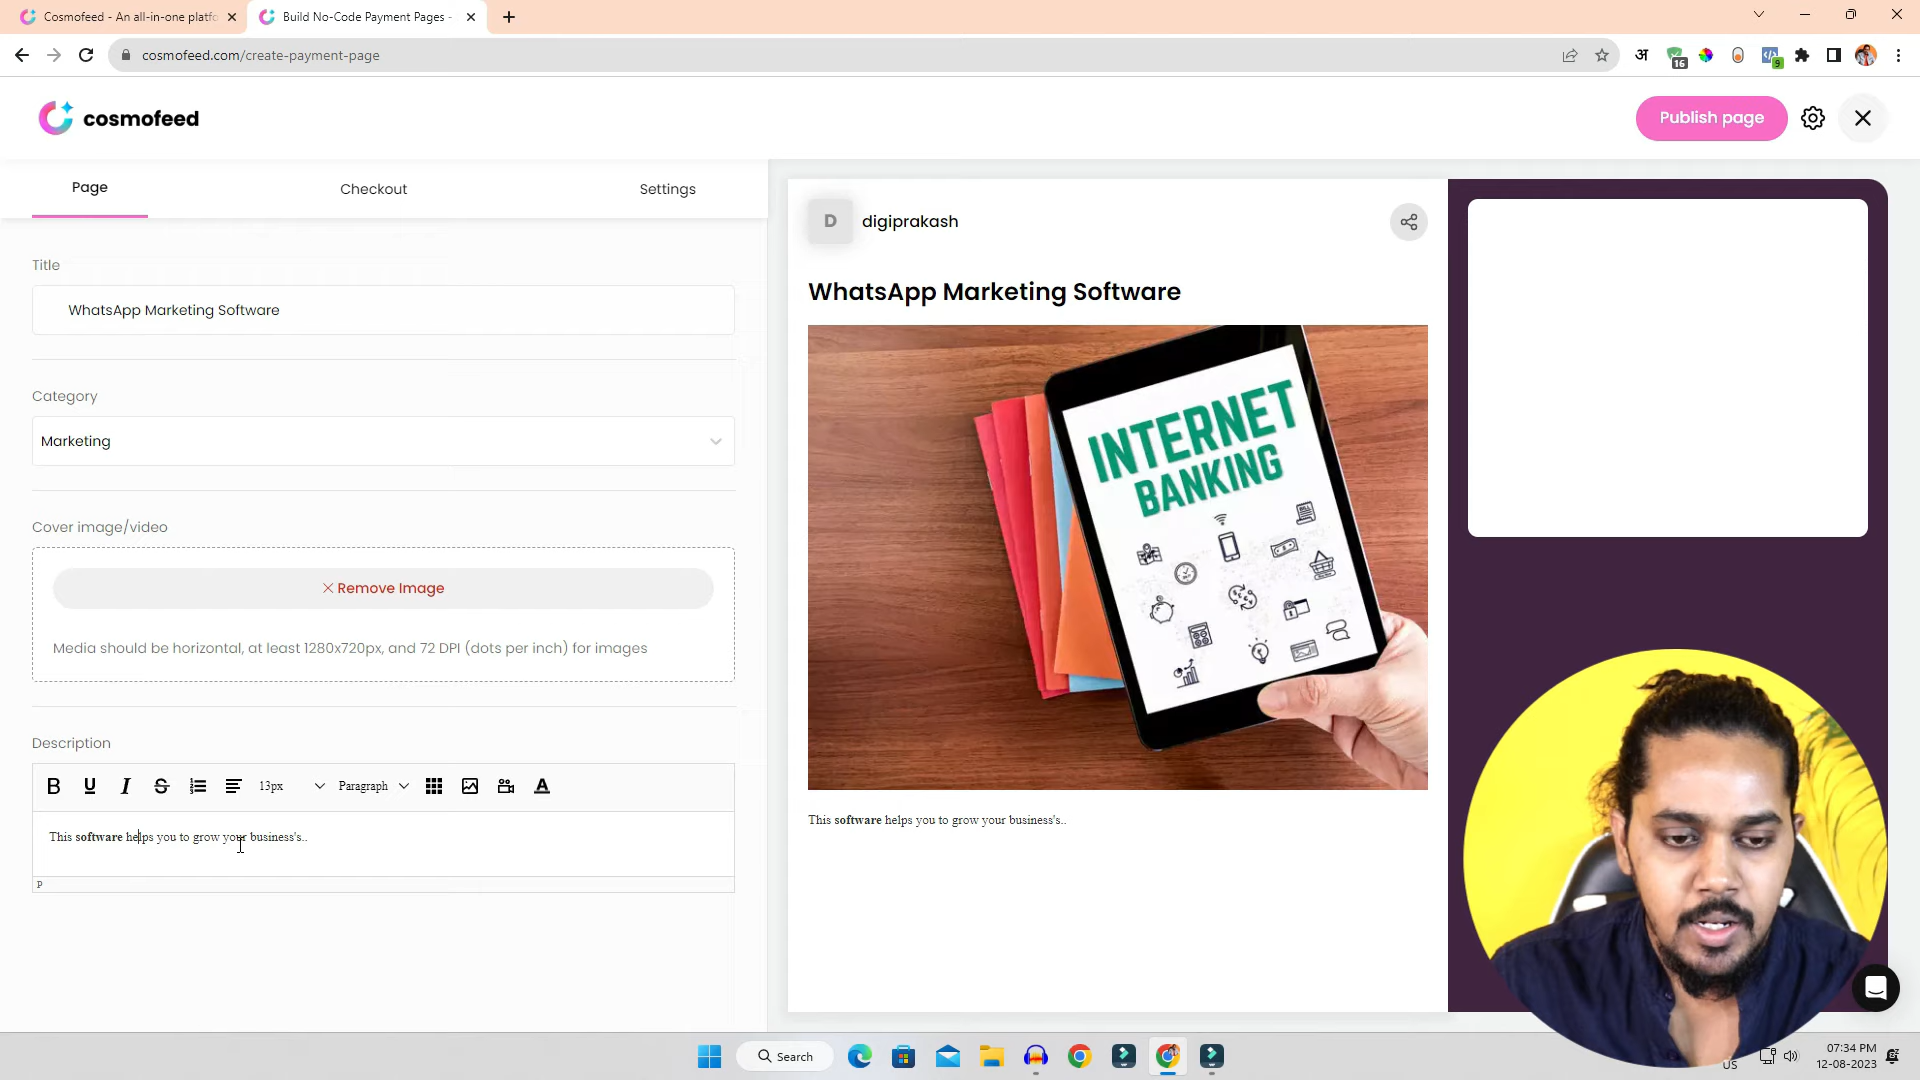 Cosmofeed - An all-in-one platfo
Build No-Code Payment Pages -
cosmofeed.com/create-payment-page
अ
16
9
cosmofeed
Publish page
Page
Checkout
Settings
Title
WhatsApp Marketing Software
Category
Marketing
Cover image/video
Remove Image
Media should be horizontal, at least 1280x720px, and 72 DPI (dots per inch) for images
Description
B U I S
13px
Paragraph
A
This software helps you to grow your business's..
P
D
digiprakash
WhatsApp Marketing Software
INTERNET
BANKING
This software helps you to grow your business's..
Search
US
07:34 PM
12-08-2023